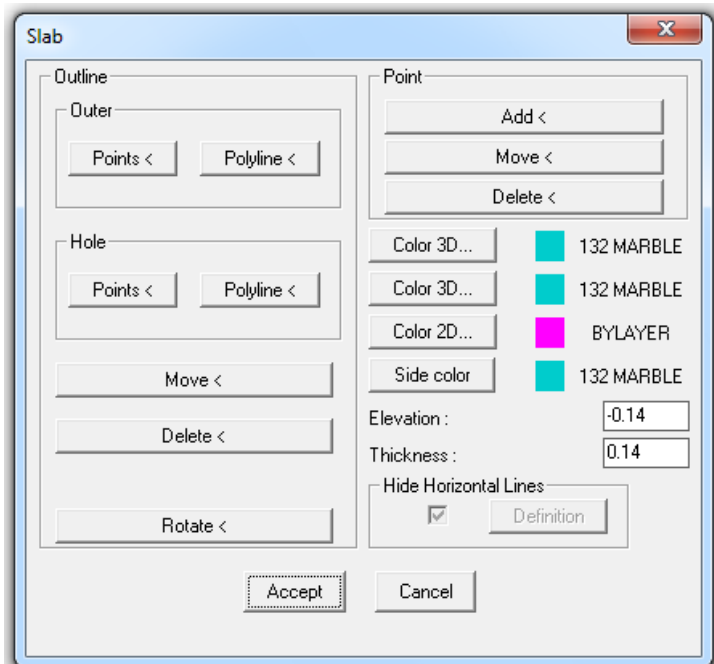 Slab
Outline
Outer
Points <
Polyline <
Hole
Points <
Polyline <
Move <
Delete <
Rotate <
Point
Add <
Move <
Delete <
Color 3D...
132 MARBLE
Color 3D...
132 MARBLE
Color 2D...
BYLAYER
Side color
132 MARBLE
Elevation :
-0.14
Thickness :
0.14
Hide Horizontal Lines
Definition
Accept
Cancel